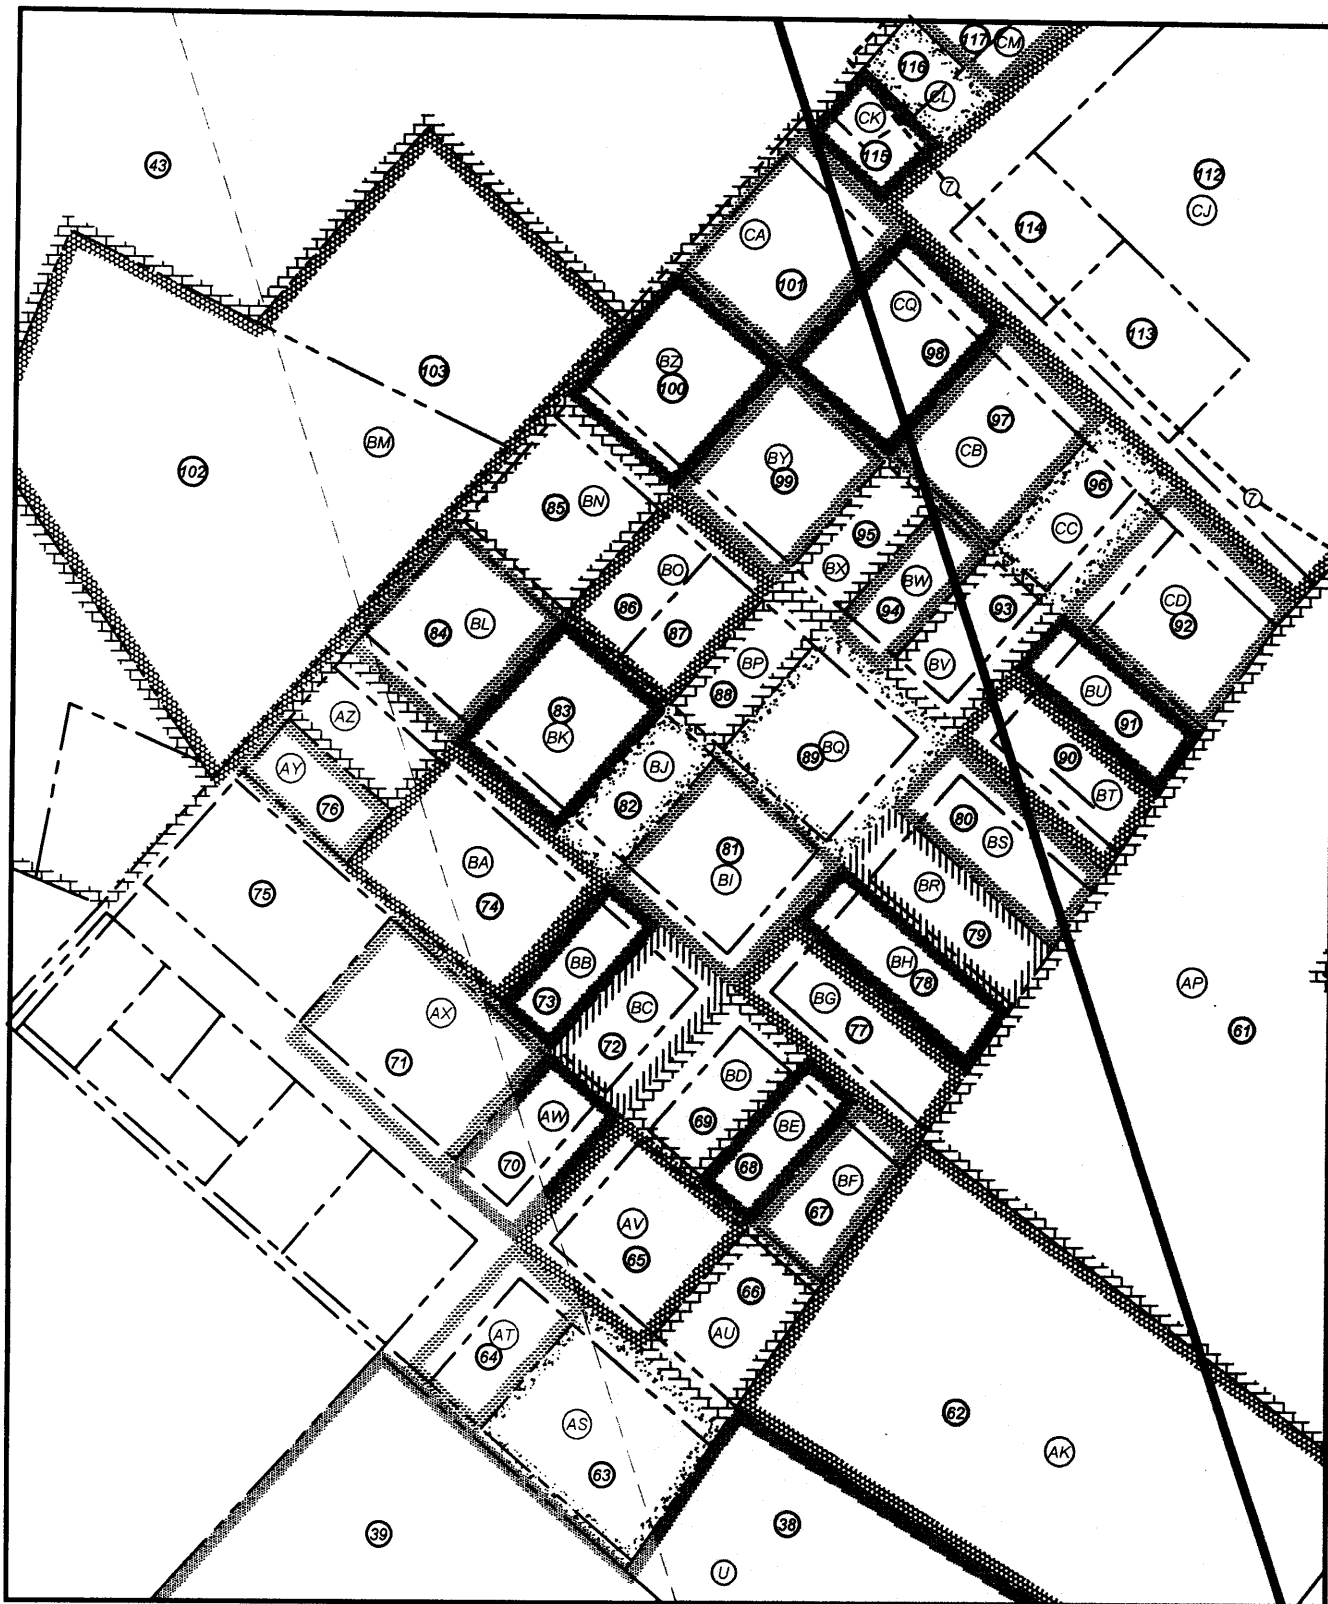 117 CM
116
CL
CK
115
43
7
112
CJ
114
CA
101
113
CQ
98
BZ
100
103
97
CB
BM
102
BY
99
96
7
BN
85
CC
95
BX
BO
BW
86
94
93
CD
92
BL
84
87
BP
88
BV
BU
91
AZ
83
BK
BQ
89
90
BT
AY
76
BJ
82
80
BS
81
BI
BA
75
74
BR
79
BB
73
BH
78
BC
BG
77
AP
61
AX
72
71
BD
69
AW
BE
70
68
BF
67
AV
65
66
AU
AT
64
62
AS
AK
63
39
38
U